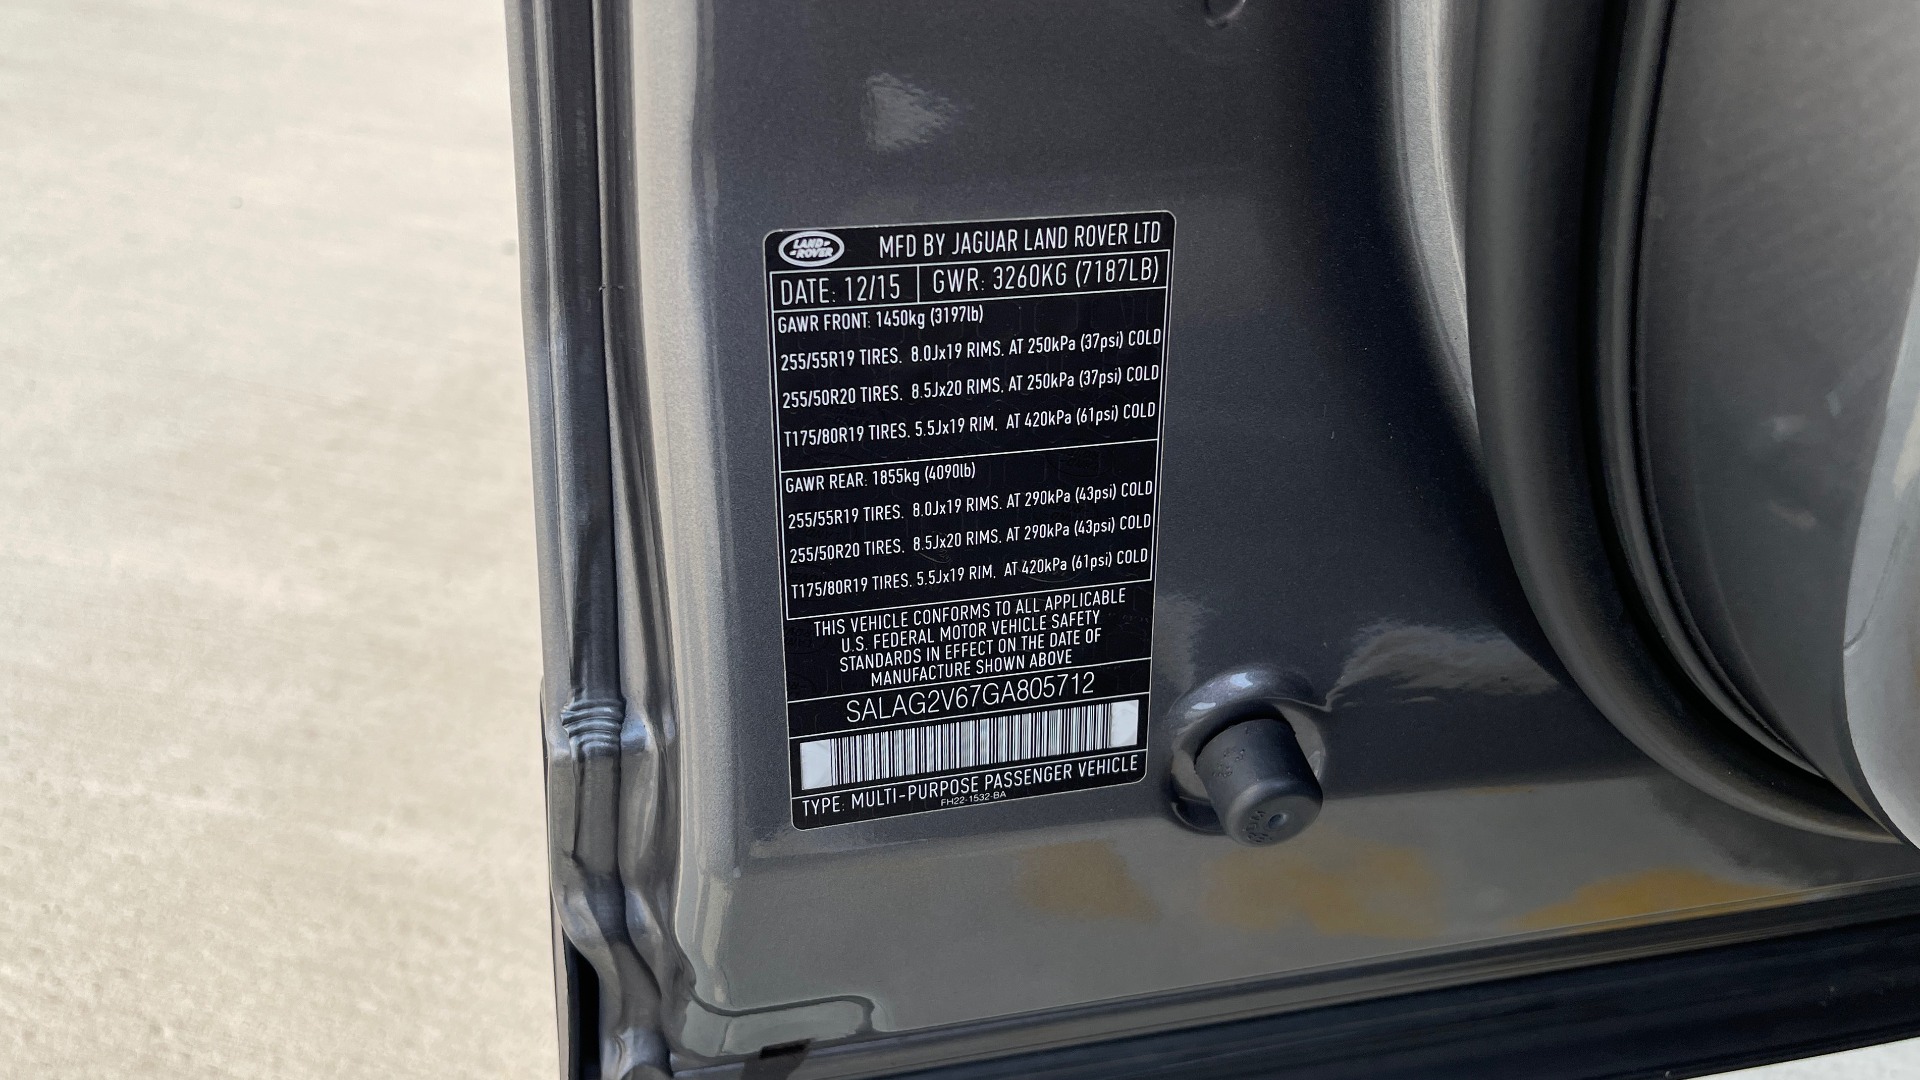 LAND-
-ROVER
MFD BY JAGUAR LAND ROVER LTD
DATE: 12/15 GWR: 3260KG (7187LB)
GAWR FRONT: 1450kg (3197lb)
255/55R19 TIRES. 8.0Jx19 RIMS. AT 250kPa (37psi) COLD
255/50R20 TIRES. 8.5Jx20 RIMS. AT 250kPa (37psi) COLD
T175/80R19 TIRES. 5.5Jx19 RIM. AT 420kPa (61psi) COLD
GAWR REAR: 1855kg (4090lb)
255/55R19 TIRES. 8.0Jx19 RIMS. AT 290kPa (43psi) COLD
255/50R20 TIRES. 8.5Jx20 RIMS. AT 290kPa (43psi) COLD
T175/80R19 TIRES. 5.5Jx19 RIM. AT 420kPa (61psi) COLD
THIS VEHICLE CONFORMS TO ALL APPLICABLE
U.S. FEDERAL MOTOR VEHICLE SAFETY
STANDARDS IN EFFECT ON THE DATE OF
MANUFACTURE SHOWN ABOVE
SALAG2V67GA805712
TYPE: MULTI-PURPOSE PASSENGER VEHICLE
FH22-1532-BA